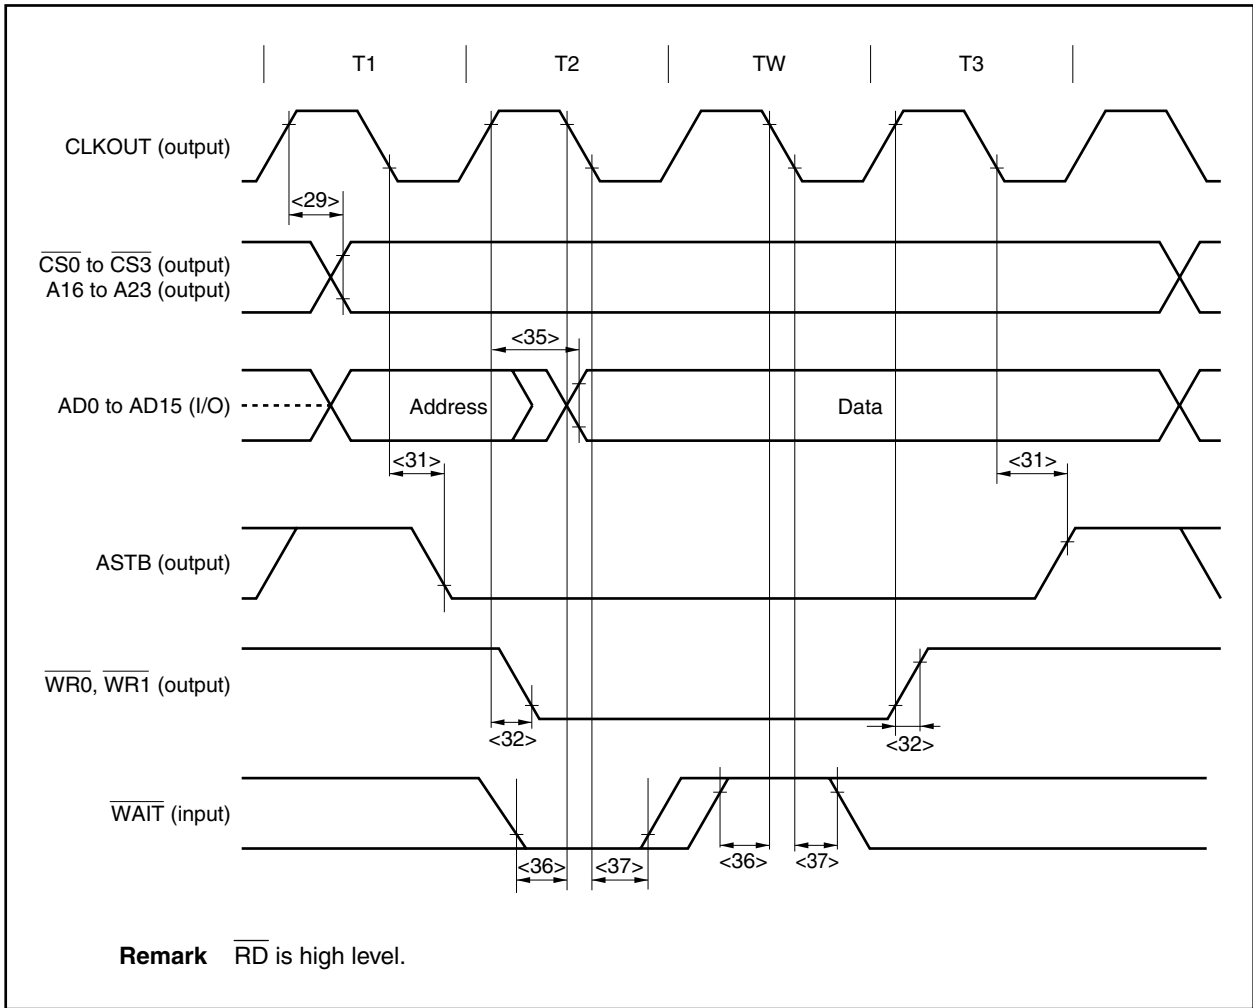 T1 T2 TW T3
CLKOUT (output)
<29>
CS0 to CS3 (output)
A16 to A23 (output)
<35>
AD0 to AD15 (I/O)
Address
Data
<31>
<31>
ASTB (output)
WR0, WR1 (output)
<32>
<32>
WAIT (input)
<36>
<37>
<36>
<37>
Remark RD is high level.